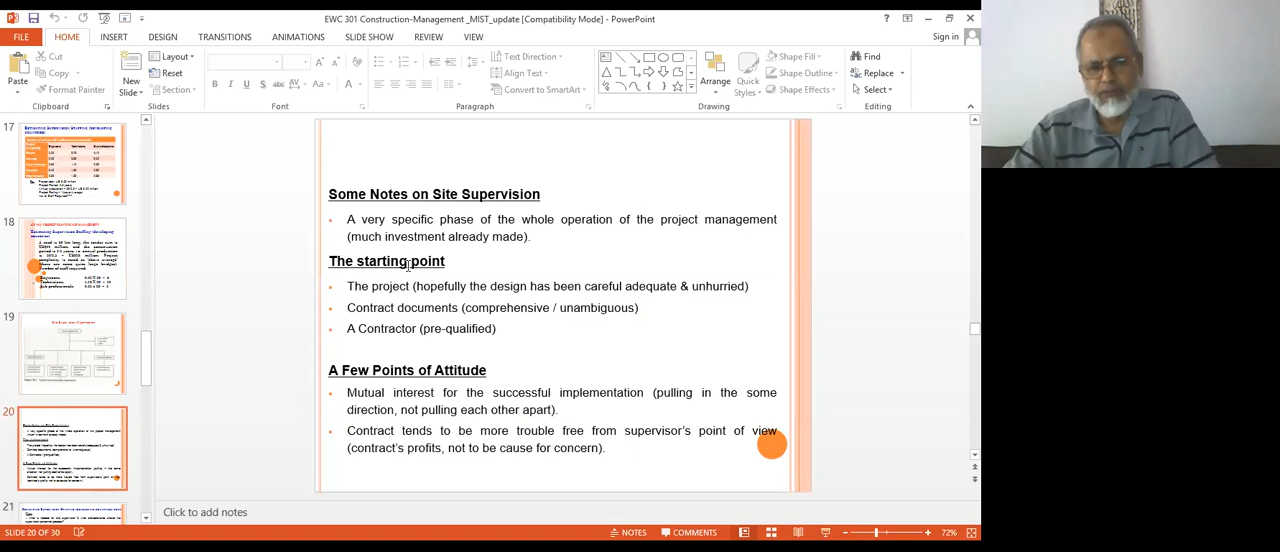 EWC 301 Construction-Management _MIST_update [Compatibility Mode] - PowerPoint
Sign in
FILE HOME INSERT DESIGN TRANSITIONS ANIMATIONS SLIDE SHOW REVIEW VIEW
Paste
Cut
Copy
Format Painter
Clipboard
New Slide
Layout
Reset
Section
Slides
B I U S abc AV Aa A
Font
Text Direction
Align Text
Convert to SmartArt
Paragraph
Arrange
Quick Styles
Shape Fill
Shape Outline
Shape Effects
Drawing
Find
Replace
Select
Editing
17
18
19
20
21
Some Notes on Site Supervision
A very specific phase of the whole operation of the project management
(much investment already made).
The starting point
The project (hopefully the design has been careful adequate & unhurried)
Contract documents (comprehensive / unambiguous)
A Contractor (pre-qualified)
A Few Points of Attitude
Mutual interest for the successful implementation (pulling in the some
direction, not pulling each other apart).
Contract tends to be more trouble free from supervisor's point of view
(contract's profits, not to be cause for concern).
Click to add notes
SLIDE 20 OF 30
NOTES
COMMENTS
72%